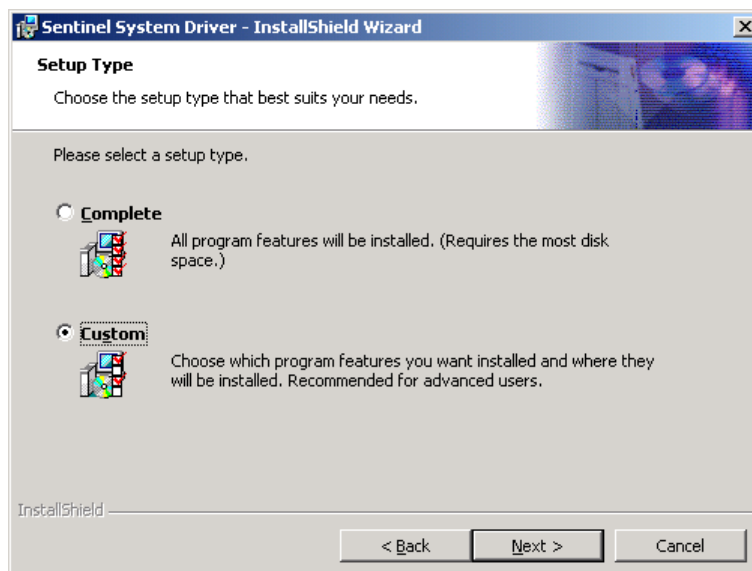 Sentinel System Driver - InstallShield Wizard
Setup Type
Choose the setup type that best suits your needs.
Please select a setup type.
Complete
All program features will be installed. (Requires the most disk
space.)
Custom
Choose which program features you want installed and where they
will be installed. Recommended for advanced users.
InstallShield
< Back
Next >
Cancel